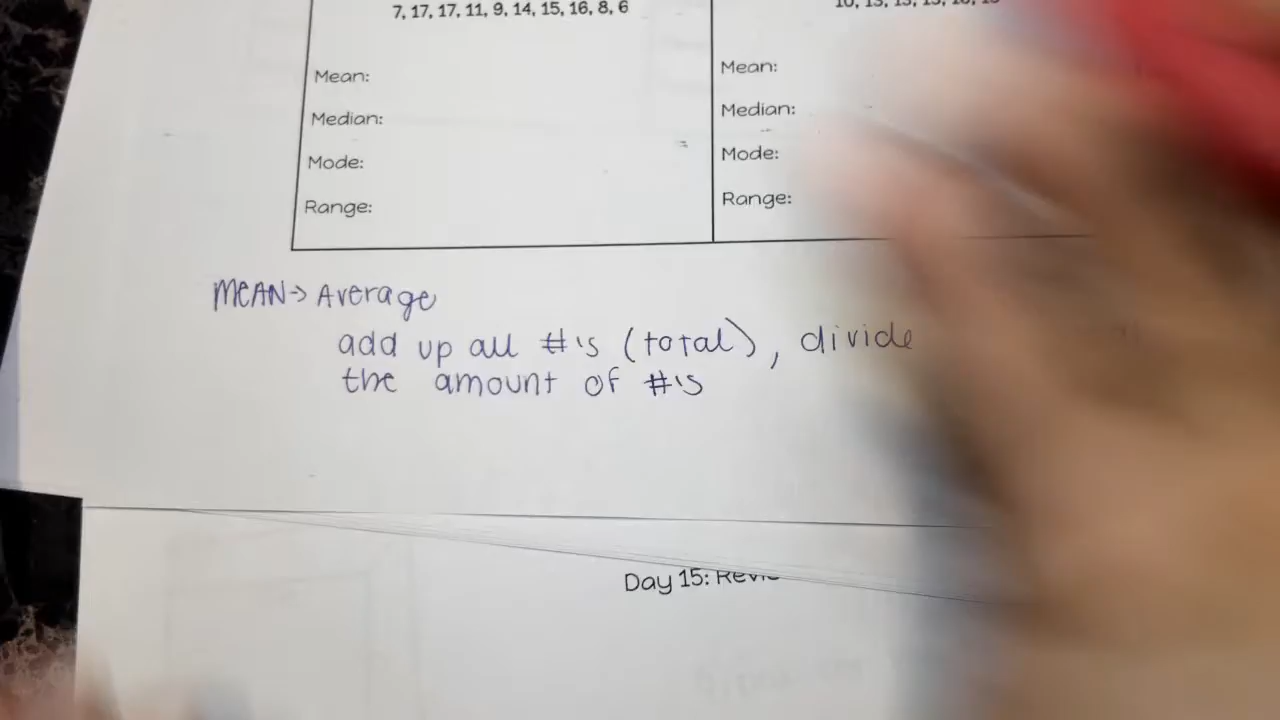 7, 17, 17, 11, 9, 14, 15, 16, 8, 6
Mean:
Median:
Mode:
Range:
Mean:
Median:
Mode:
Range:
MEAN→ Average
add up all #'s (total), divide
the amount of #'s
Day 15: